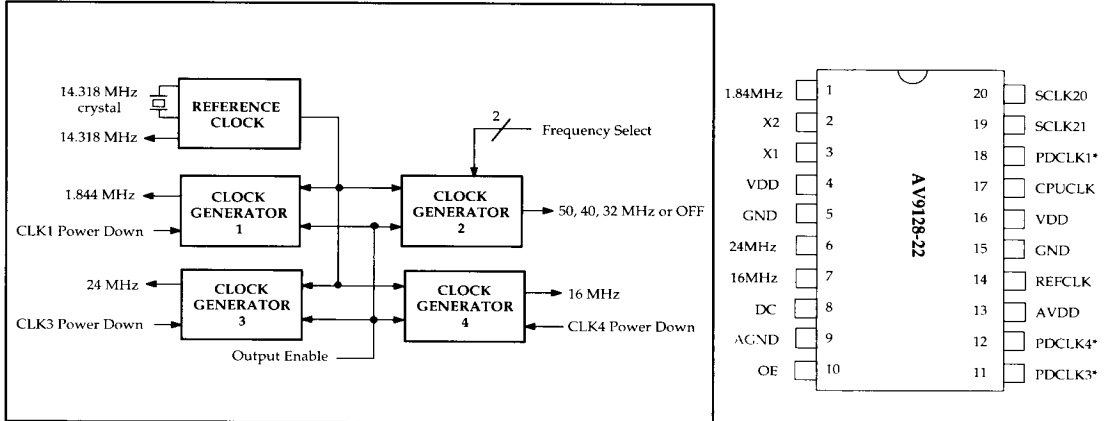 14.318 MHz
crystal
14.318 MHz
REFERENCE
CLOCK
2
Frequency Select
1.844 MHz
CLK1 Power Down
CLOCK
GENERATOR
1
CLOCK
GENERATOR
2
50, 40, 32 MHz or OFF
24 MHz
CLK3 Power Down
CLOCK
GENERATOR
3
CLOCK
GENERATOR
4
16 MHz
CLK4 Power Down
Output Enable
AV9128-22
1.84MHz 1
X2 2
X1 3
VDD 4
GND 5
24MHz 6
16MHz 7
DC 8
AGND 9
OE 10
20 SCLK20
19 SCLK21
18 PDCLK1*
17 CPUCLK
16 VDD
15 GND
14 REFCLK
13 AVDD
12 PDCLK4*
11 PDCLK3*